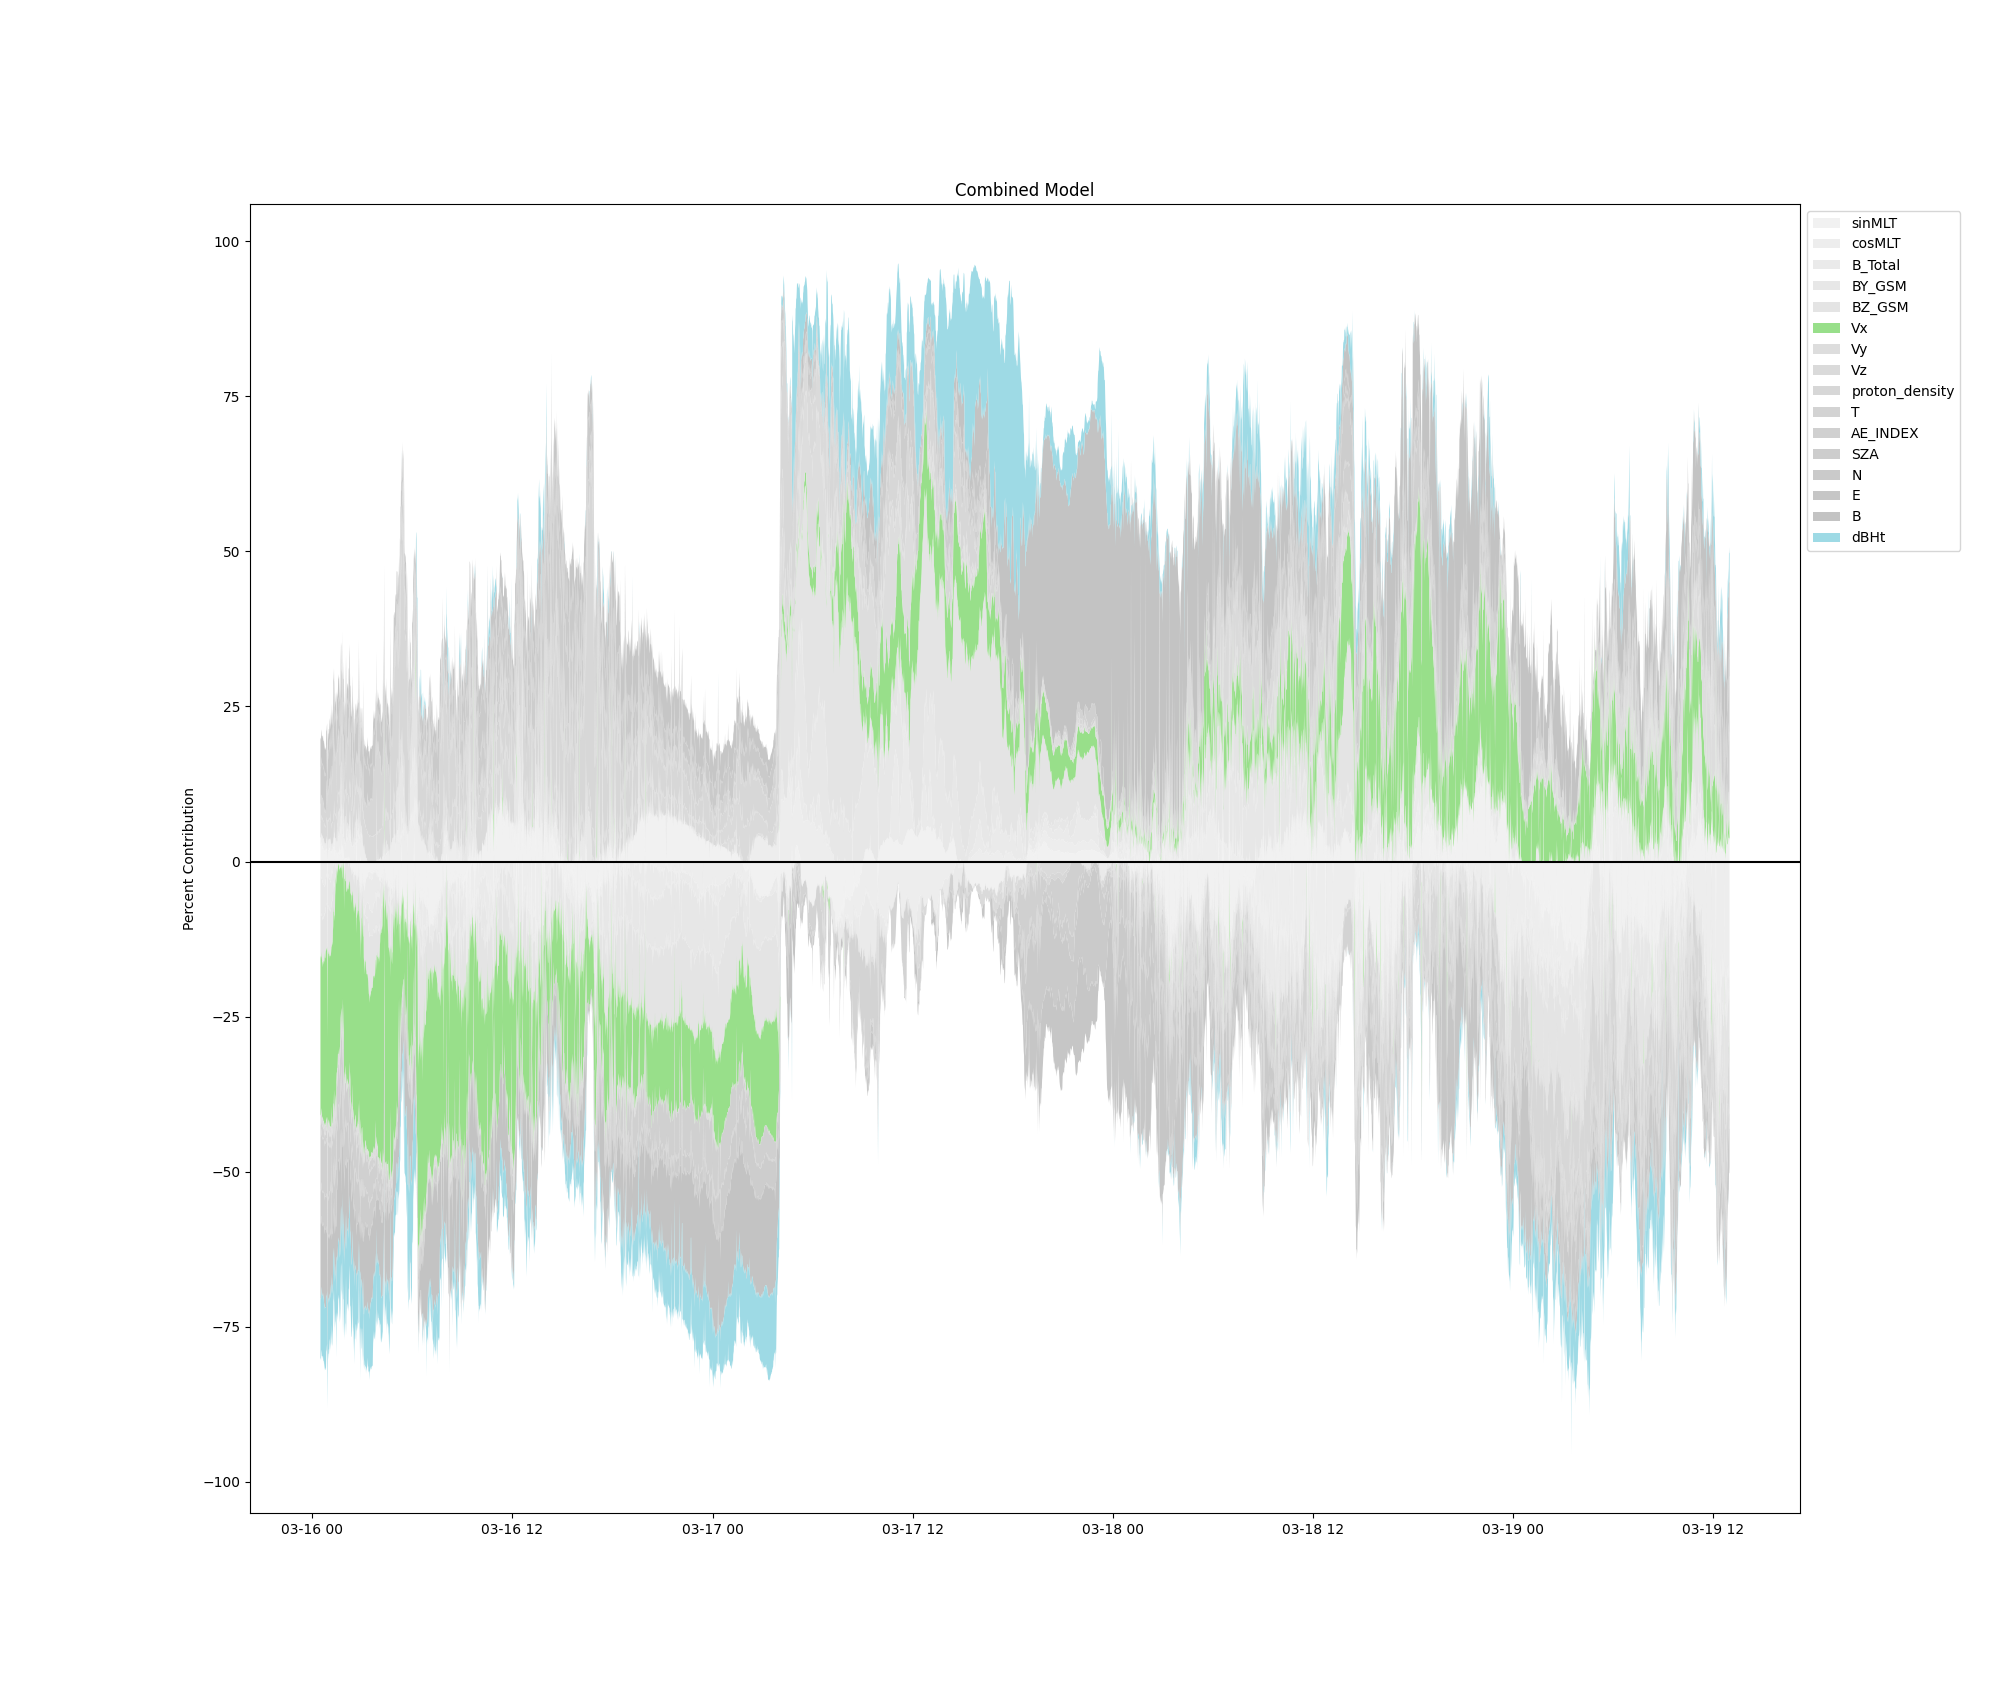 Combined Model
100
75
50
25
0
−25
−50
−75
−100
Percent Contribution
03-16 00
03-16 12
03-17 00
03-17 12
03-18 00
03-18 12
03-19 00
03-19 12
sinMLT
cosMLT
B_Total
BY_GSM
BZ_GSM
Vx
Vy
Vz
proton_density
T
AE_INDEX
SZA
N
E
B
dBHt